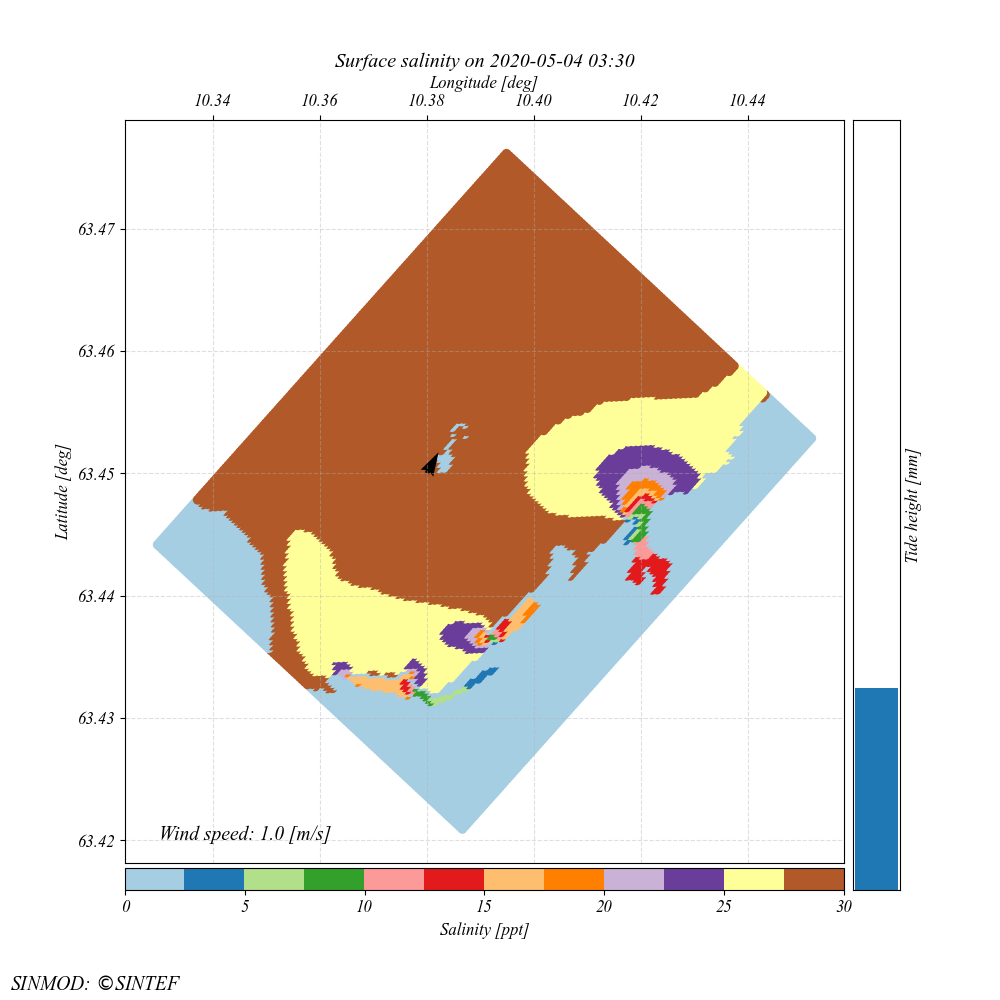 Surface salinity on 2020-05-04 03:30
Longitude [deg]
10.34 10.36 10.38 10.40 10.42 10.44
63.47
63.46
63.45
63.44
63.43
63.42
Latitude [deg]
Tide height [mm]
Wind speed: 1.0 [m/s]
0 5 10 15 20 25 30
Salinity [ppt]
SINMOD: ©SINTEF